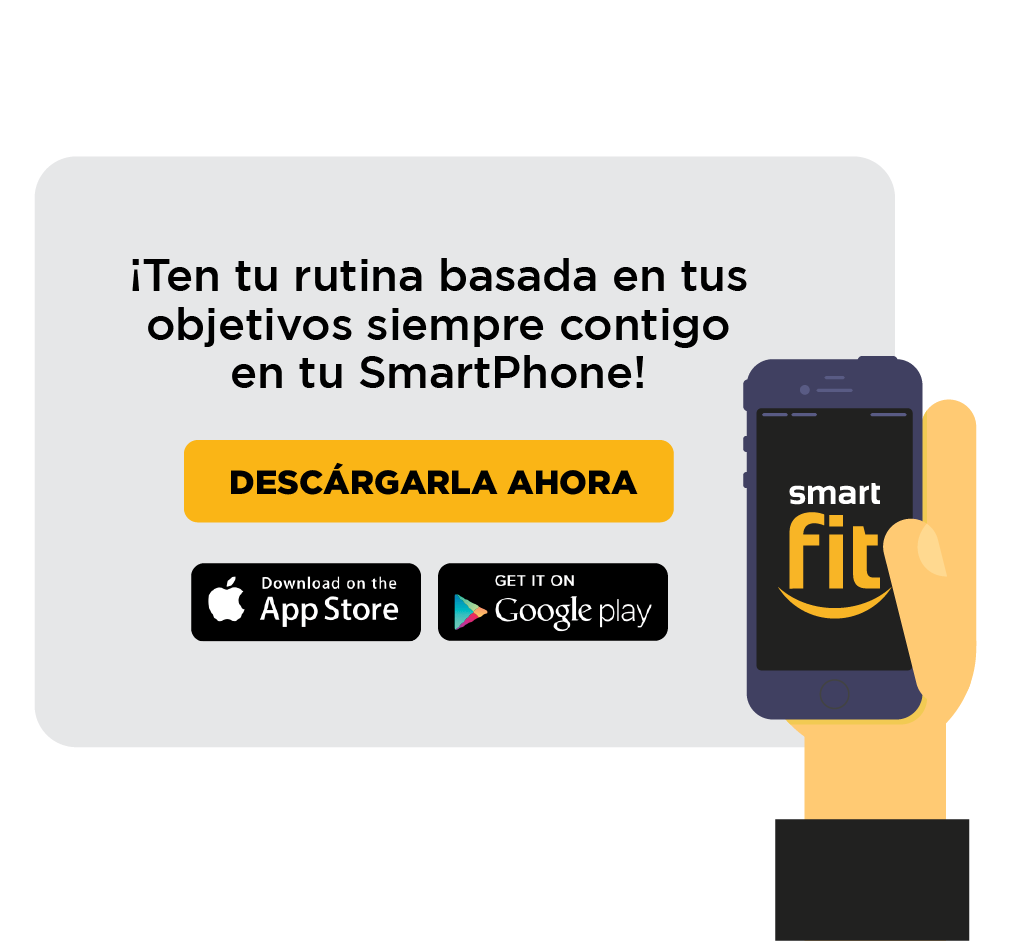 ¡Ten tu rutina basada en tus
objetivos siempre contigo
en tu SmartPhone!
DESCÁRGARLA AHORA
Download on the
App Store
GET IT ON
Google play
smart
fit